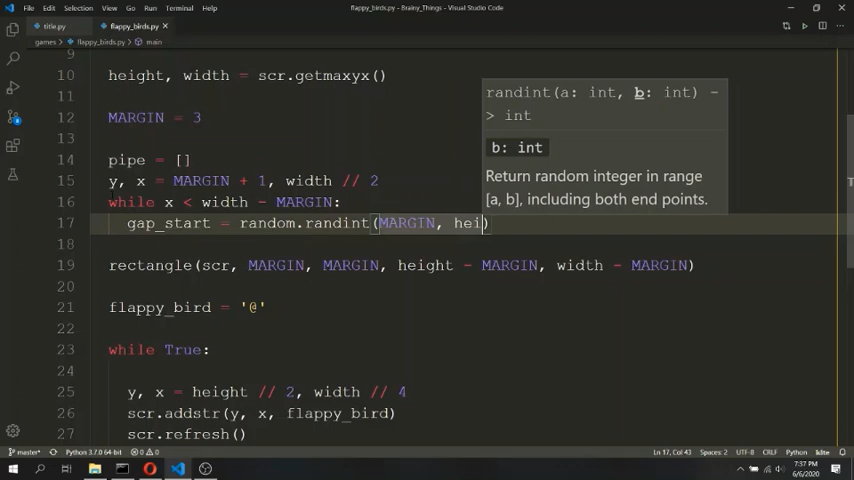 File Edit Selection View Go Run Terminal Help
flappy_birds.py - Brainy_Things - Visual Studio Code
title.py
flappy_birds.py
games > flappy_birds.py > main
9
10 height, width = scr.getmaxyx()
11
12 MARGIN = 3
13
14 pipe = []
15 y, x = MARGIN + 1, width // 2
16 while x < width - MARGIN:
17 gap_start = random.randint(MARGIN, hei)
18
19 rectangle(scr, MARGIN, MARGIN, height - MARGIN, width - MARGIN)
20
21 flappy_bird = '@'
22
23 while True:
24
25 y, x = height // 2, width // 4
26 scr.addstr(y, x, flappy_bird)
27 scr.refresh()
randint(a: int, b: int) -
> int
b: int
Return random integer in range
[a, b], including both end points.
master* Python 3.7.0 64-bit 0 0
Ln 17, Col 43 Spaces: 2 UTF-8 CRLF Python kite
7:37 PM
6/6/2020